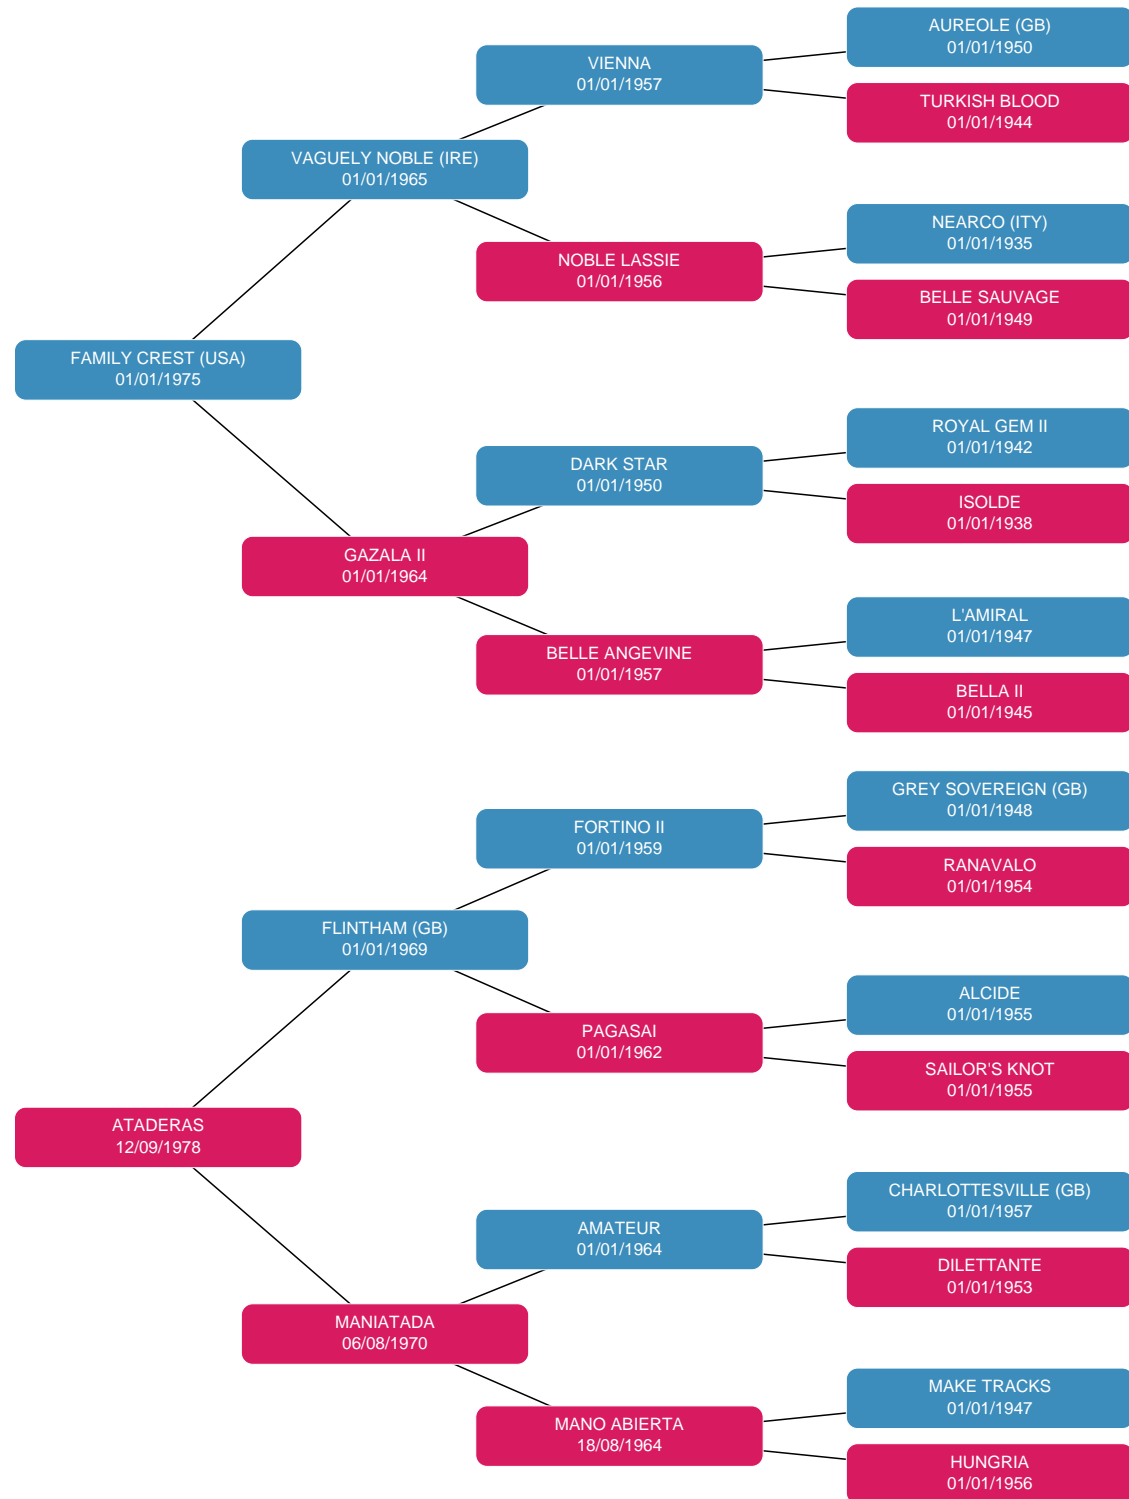 AUREOLE (GB)
01/01/1950
VIENNA
01/01/1957
TURKISH BLOOD
01/01/1944
VAGUELY NOBLE (IRE)
01/01/1965
NEARCO (ITY)
01/01/1935
NOBLE LASSIE
01/01/1956
BELLE SAUVAGE
01/01/1949
FAMILY CREST (USA)
01/01/1975
ROYAL GEM II
01/01/1942
DARK STAR
01/01/1950
ISOLDE
01/01/1938
GAZALA II
01/01/1964
L'AMIRAL
01/01/1947
BELLE ANGEVINE
01/01/1957
BELLA II
01/01/1945
GREY SOVEREIGN (GB)
01/01/1948
FORTINO II
01/01/1959
RANAVALO
01/01/1954
FLINTHAM (GB)
01/01/1969
ALCIDE
01/01/1955
PAGASAI
01/01/1962
SAILOR'S KNOT
01/01/1955
ATADERAS
12/09/1978
CHARLOTTESVILLE (GB)
01/01/1957
AMATEUR
01/01/1964
DILETTANTE
01/01/1953
MANIATADA
06/08/1970
MAKE TRACKS
01/01/1947
MANO ABIERTA
18/08/1964
HUNGRIA
01/01/1956